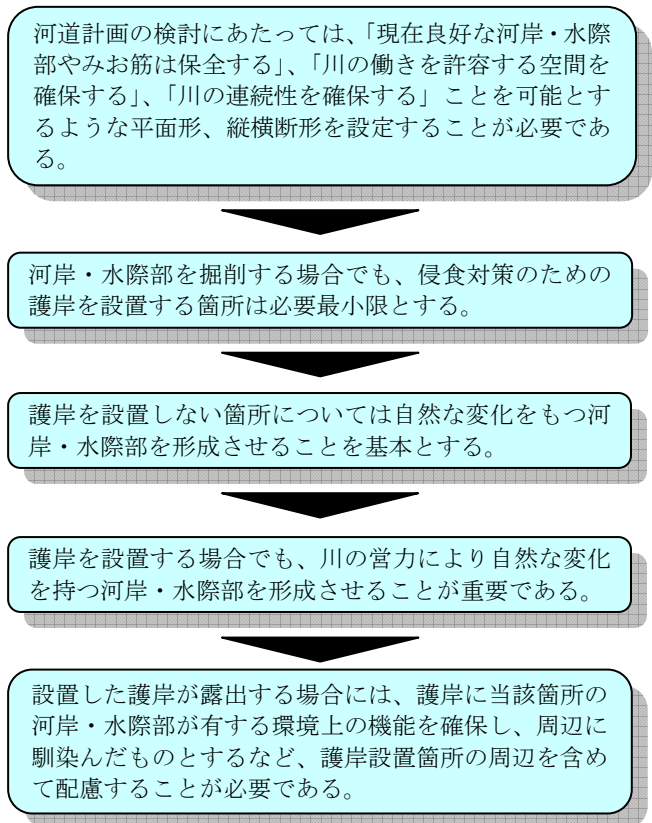 河道計画の検討にあたっては、「現在良好な河岸・水際
部やみお筋は保全する」、「川の働きを許容する空間を
確保する」、「川の連続性を確保する」ことを可能とす
るような平面形、縦横断形を設定することが必要であ
る。
河岸・水際部を掘削する場合でも、侵食対策のための
護岸を設置する箇所は必要最小限とする。
護岸を設置しない箇所については自然な変化をもつ河
岸・水際部を形成させることを基本とする。
護岸を設置する場合でも、川の営力により自然な変化
を持つ河岸・水際部を形成させることが重要である。
設置した護岸が露出する場合には、護岸に当該箇所の
河岸・水際部が有する環境上の機能を確保し、周辺に
馴染んだものとするなど、護岸設置箇所の周辺を含め
て配慮することが必要である。